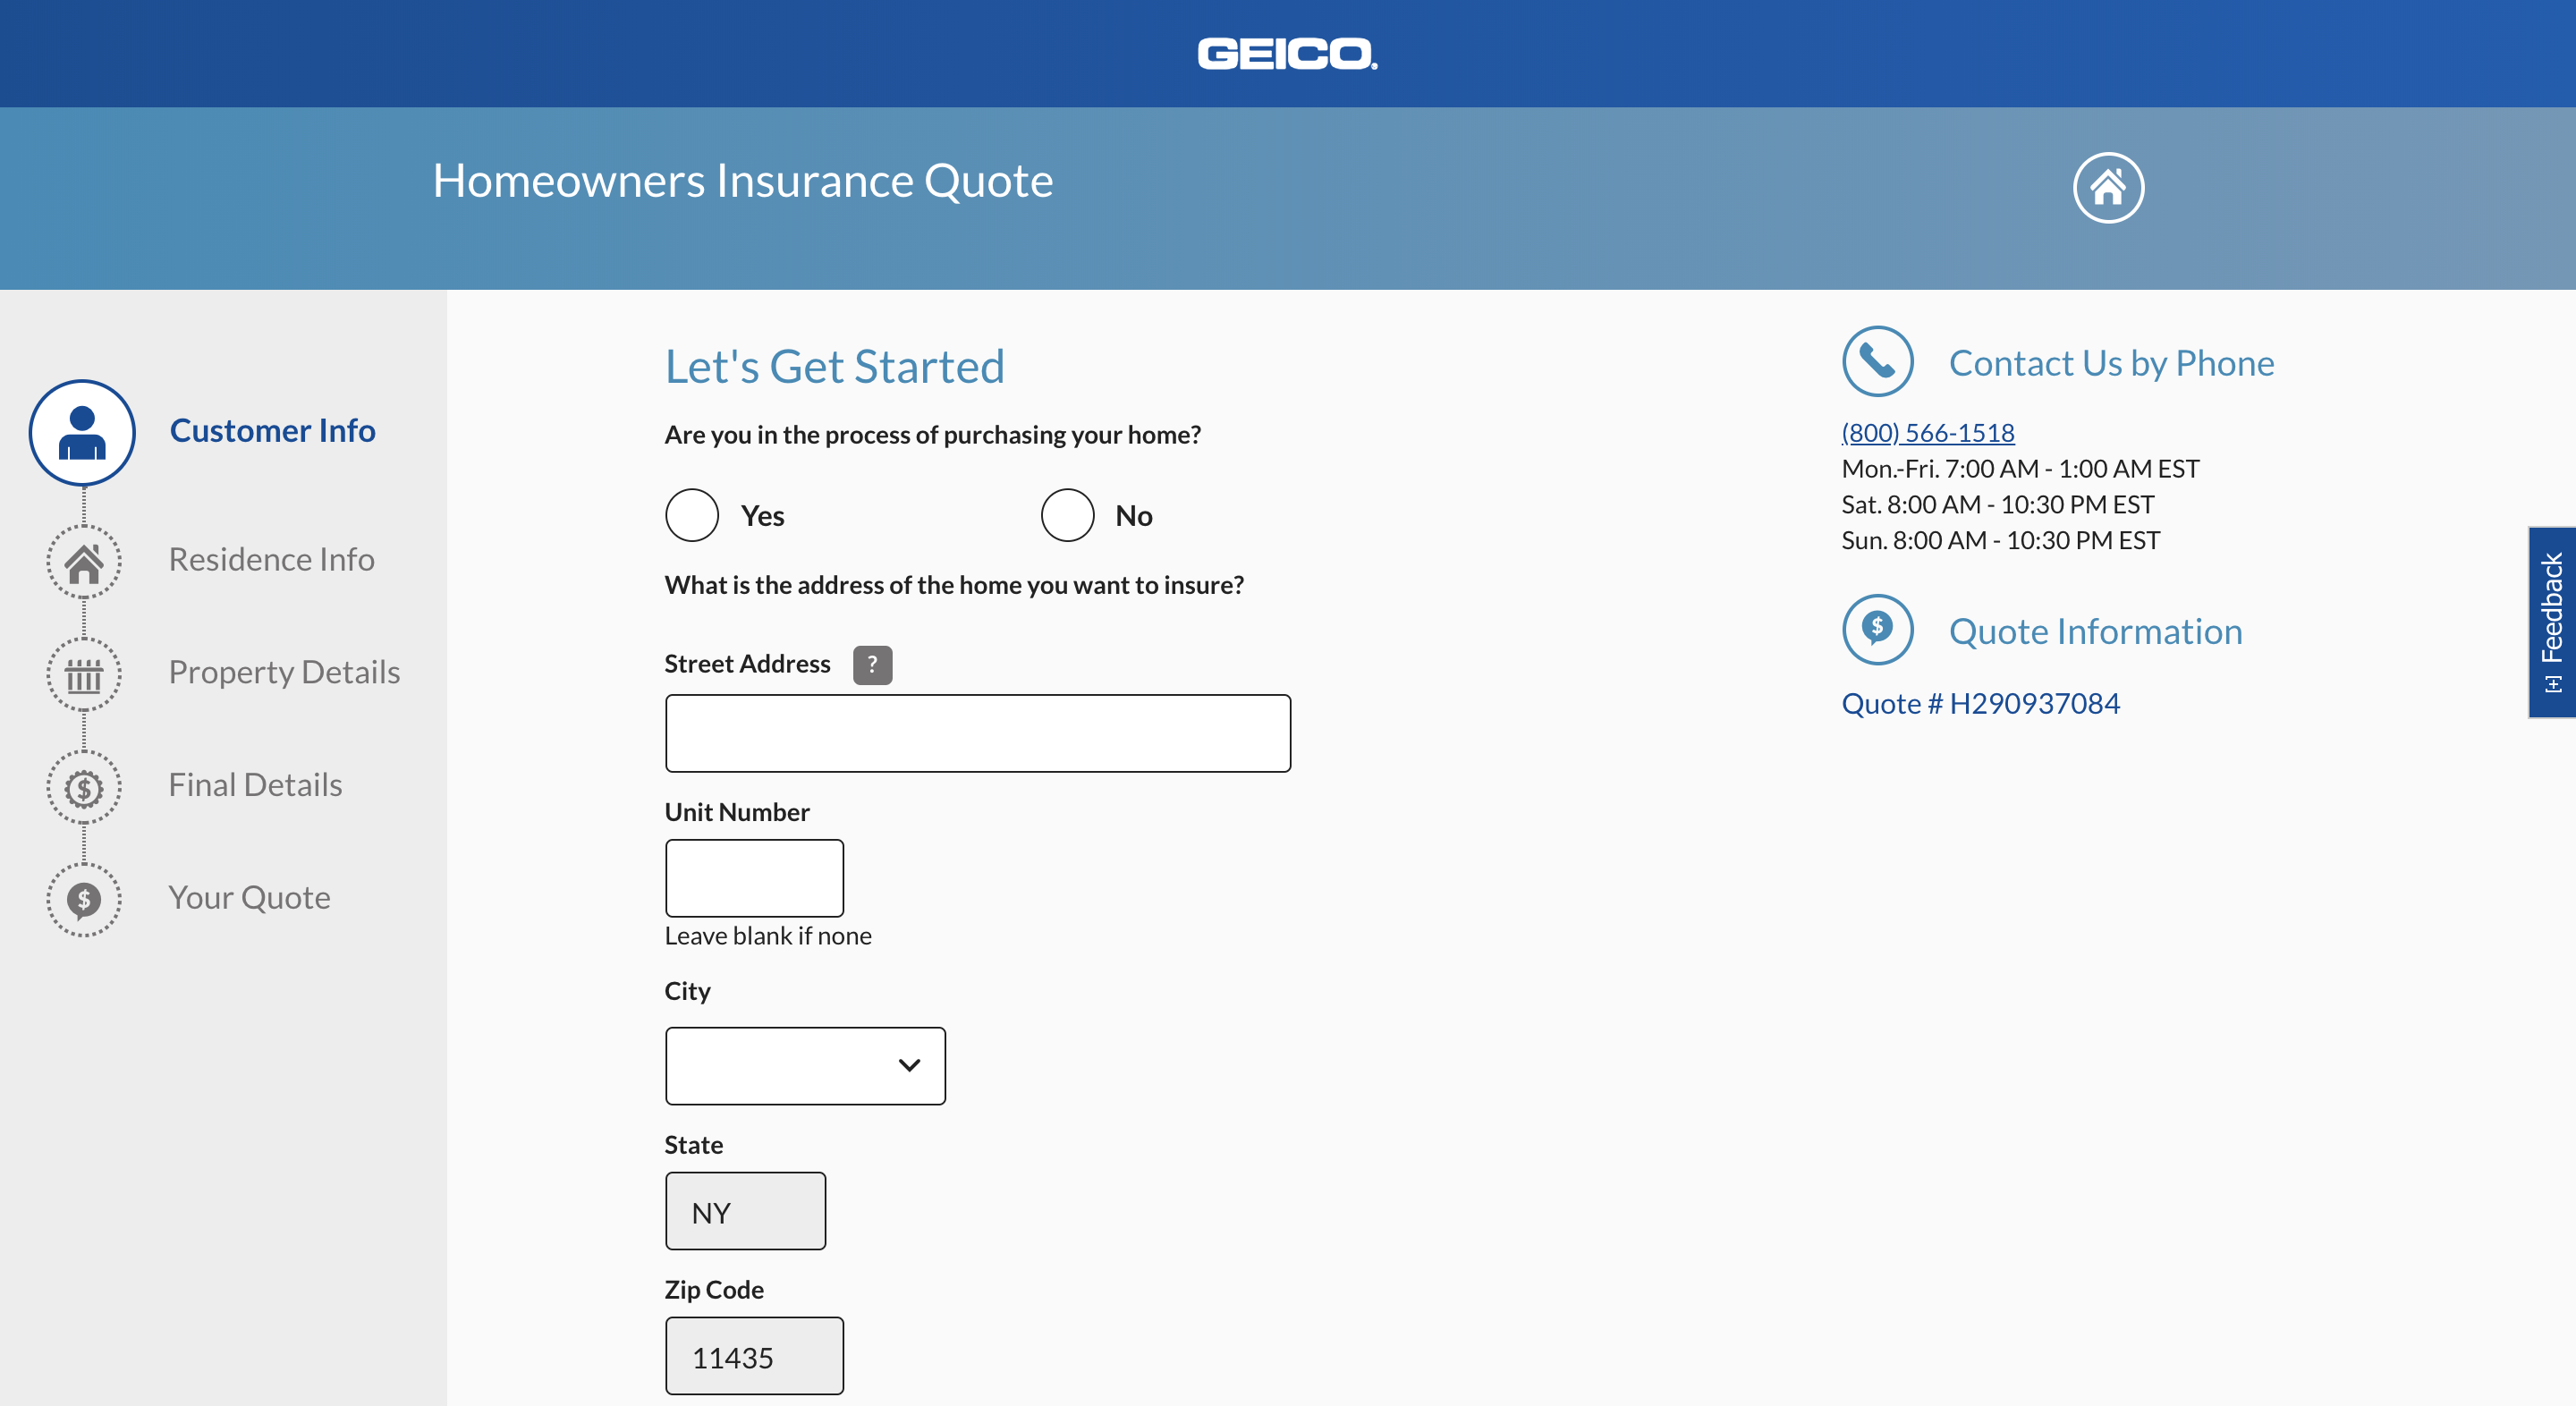 GEICO.
Homeowners Insurance Quote
Customer Info
Residence Info
Property Details
Final Details
Your Quote
Let's Get Started
Are you in the process of purchasing your home?
Yes
No
What is the address of the home you want to insure?
Street Address ?
Unit Number
Leave blank if none
City
State
NY
Zip Code
11435
Contact Us by Phone
(800) 566-1518
Mon.-Fri. 7:00 AM - 1:00 AM EST
Sat. 8:00 AM - 10:30 PM EST
Sun. 8:00 AM - 10:30 PM EST
Quote Information
Quote # H290937084
[+] Feedback